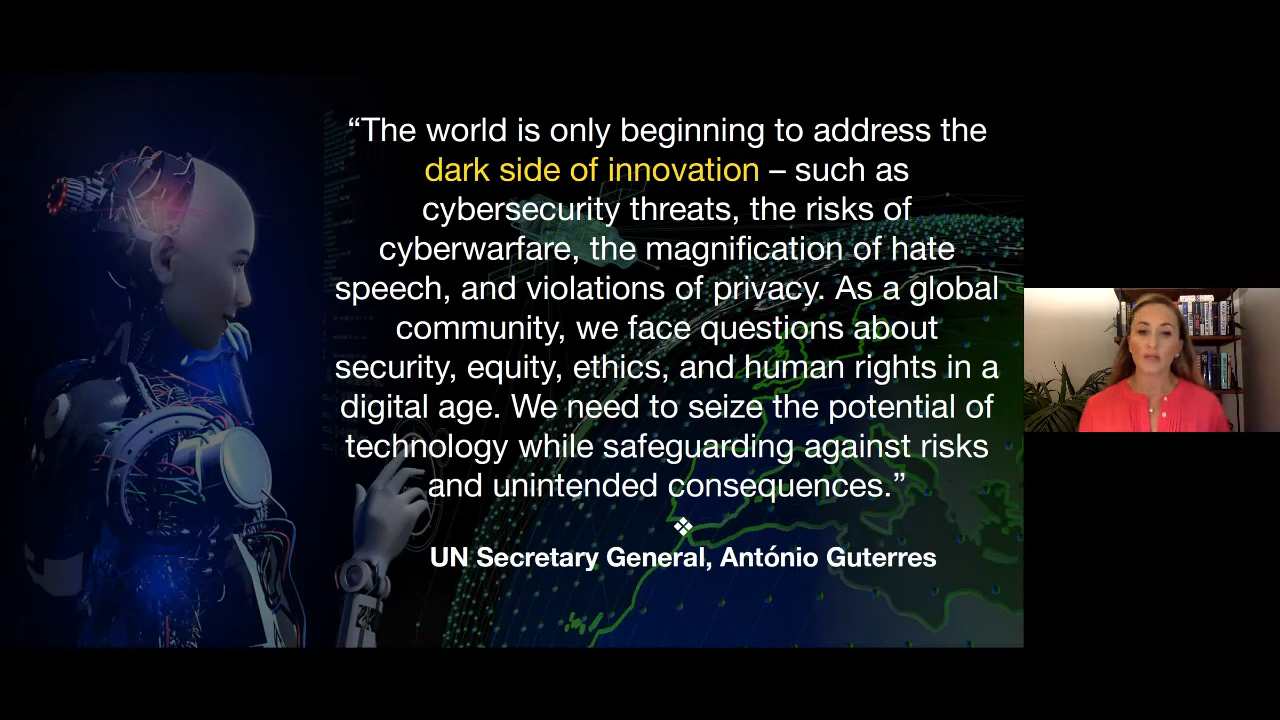 “The world is only beginning to address the
dark side of innovation – such as
cybersecurity threats, the risks of
cyberwarfare, the magnification of hate
speech, and violations of privacy. As a global
community, we face questions about
security, equity, ethics, and human rights in a
digital age. We need to seize the potential of
technology while safeguarding against risks
and unintended consequences.”
❖
UN Secretary General, António Guterres